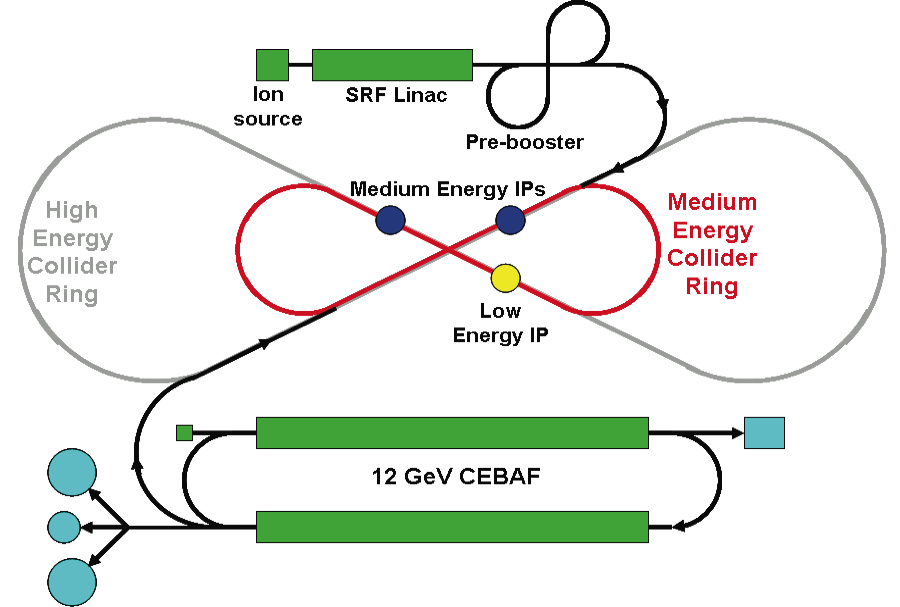 Ion
source
SRF Linac
Pre-booster
Medium Energy IPs
High
Energy
Collider
Ring
Medium
Energy
Collider
Ring
Low
Energy IP
12 GeV CEBAF